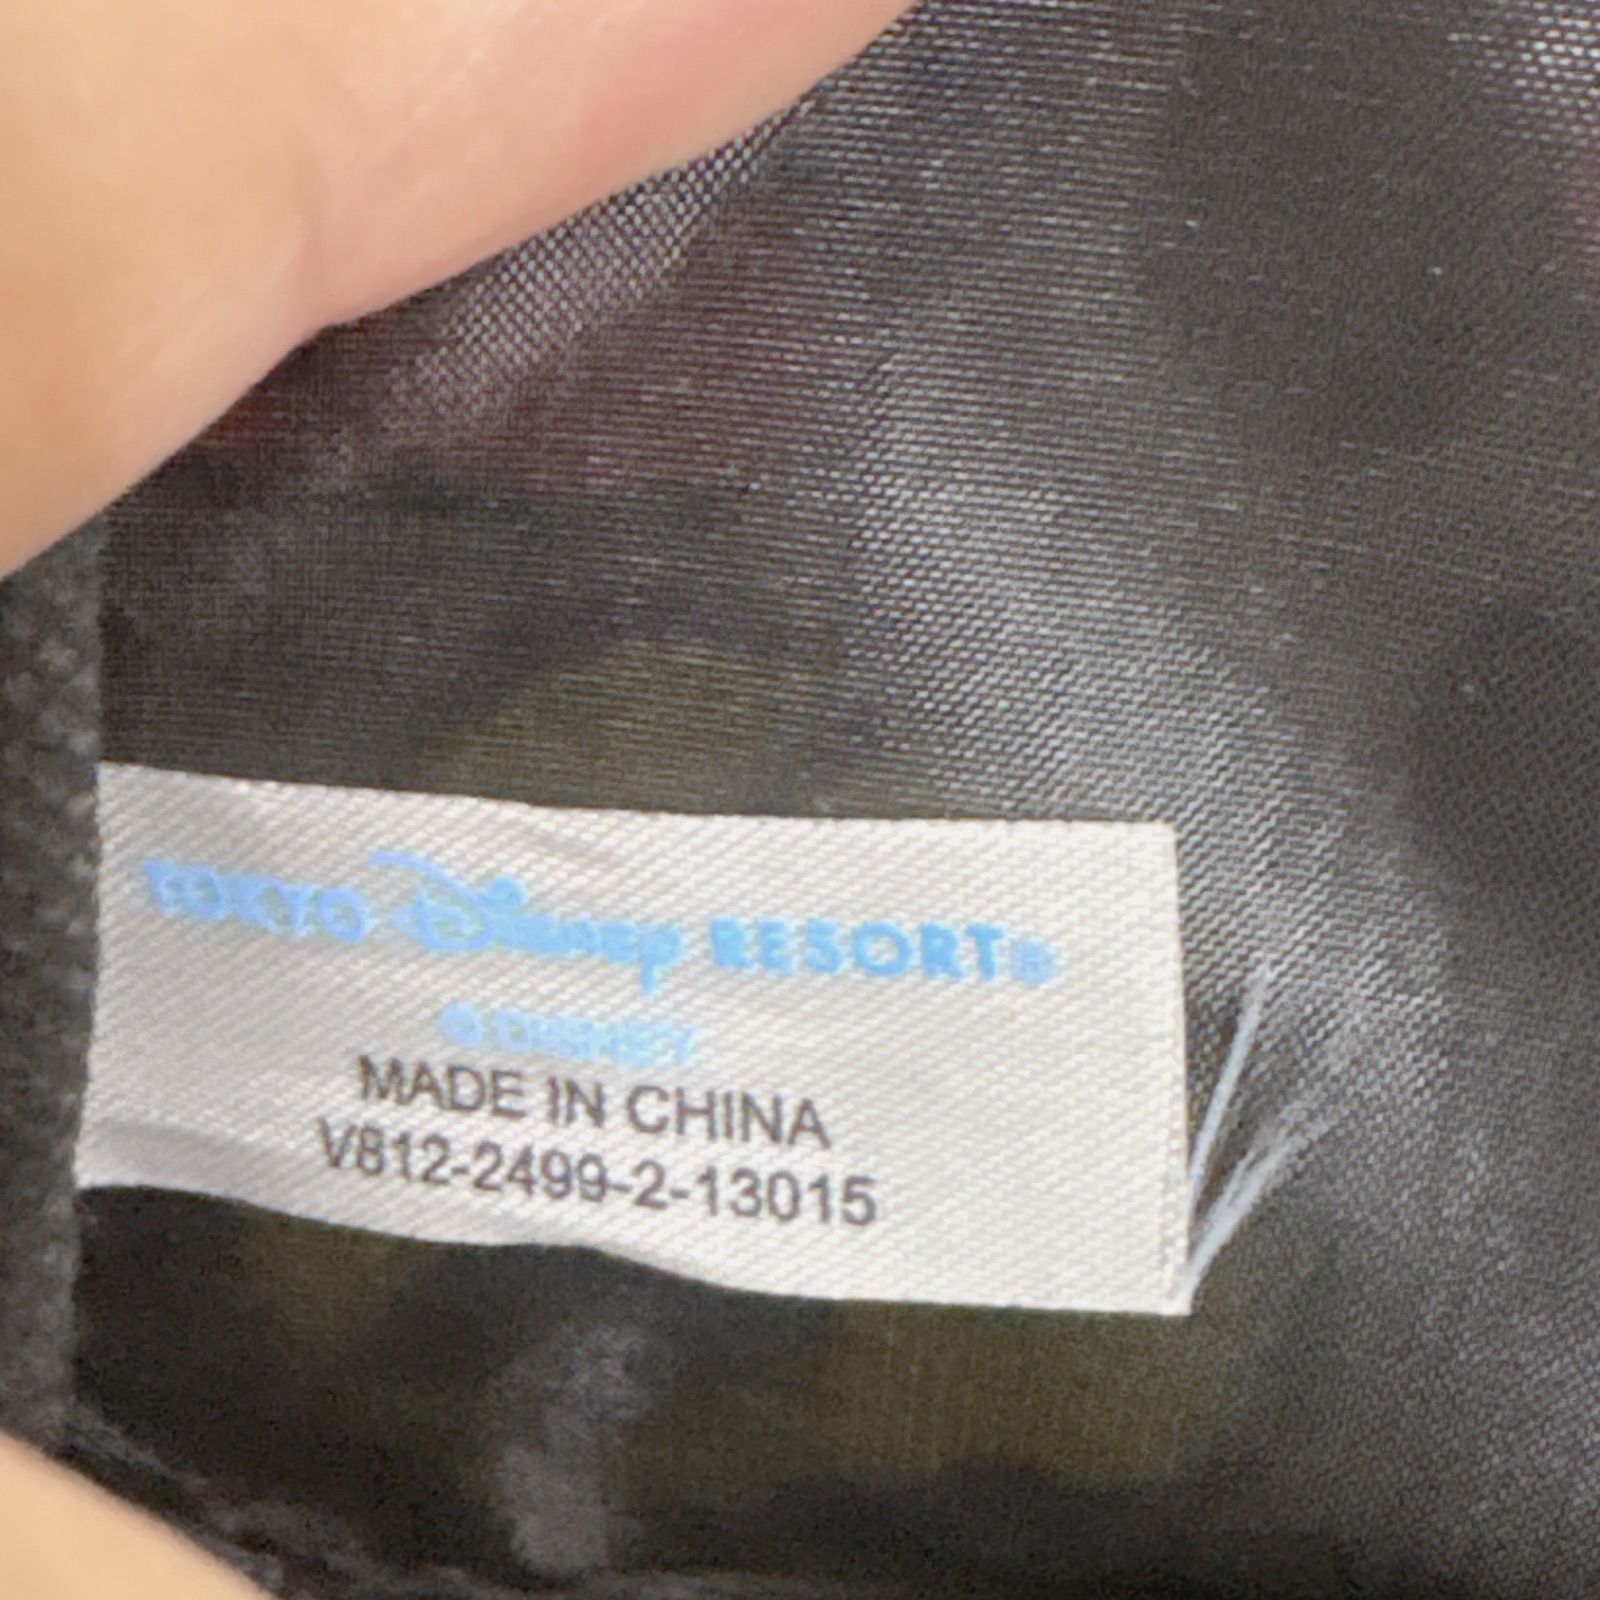 TOKYO Disney RESORT®
© DISNEY
MADE IN CHINA
V812-2499-2-13015